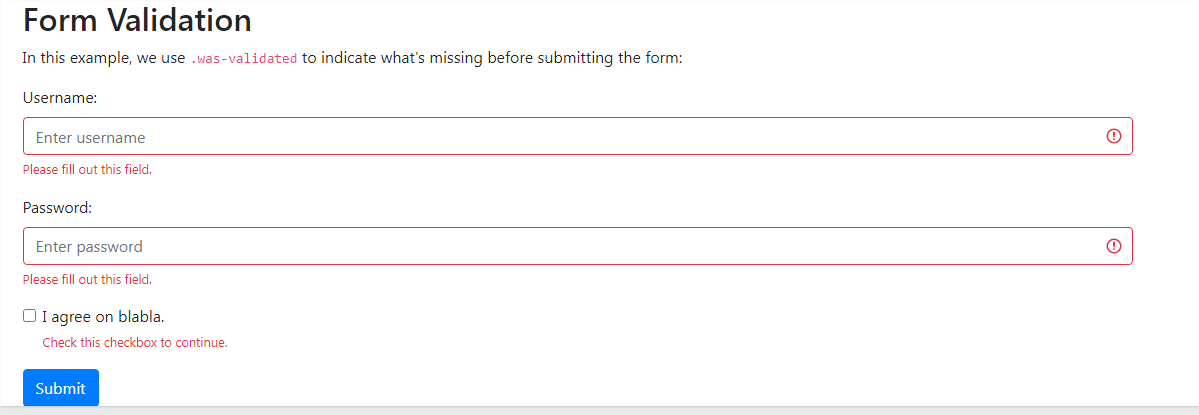 Form Validation
In this example, we use .was-validated to indicate what's missing before submitting the form:
Username:
Enter username
Please fill out this field.
Password:
Enter password
Please fill out this field.
I agree on blabla.
Check this checkbox to continue.
Submit